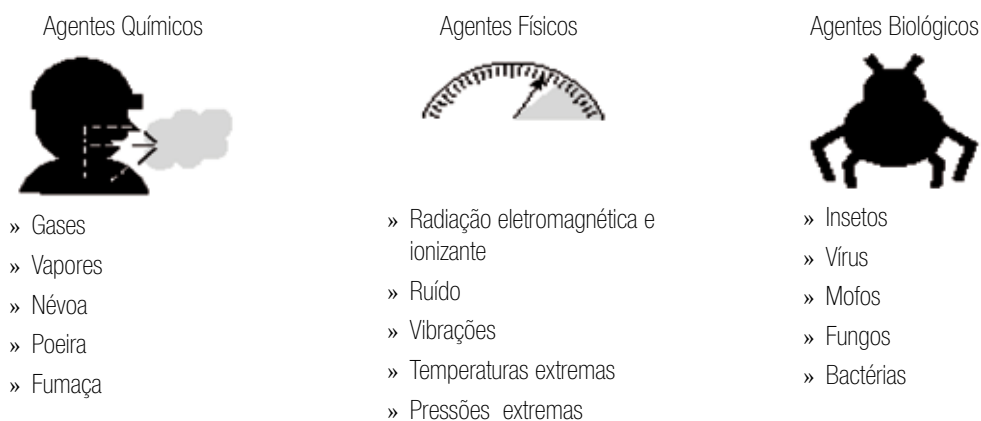 Agentes Químicos
» Gases
» Vapores
» Névoa
» Poeira
» Fumaça
Agentes Físicos
» Radiação eletromagnética e
ionizante
» Ruído
» Vibrações
» Temperaturas extremas
» Pressões extremas
Agentes Biológicos
» Insetos
» Vírus
» Mofos
» Fungos
» Bactérias